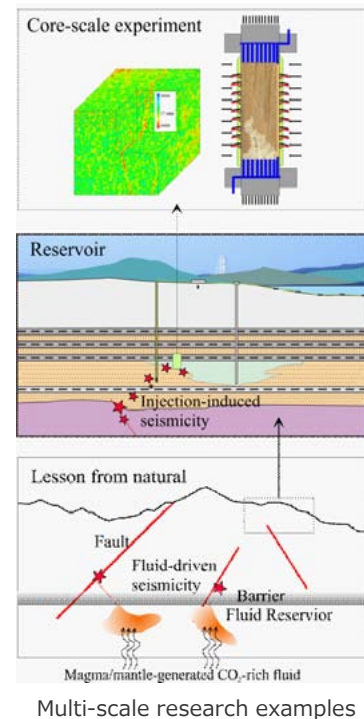 Core-scale experiment
Reservoir
Injection-induced
seismicity
Lesson from natural
Fault
Fluid-driven
seismicity
Barrier
Fluid Reservior
Magma/mantle-generated CO₂-rich fluid
Multi-scale research examples